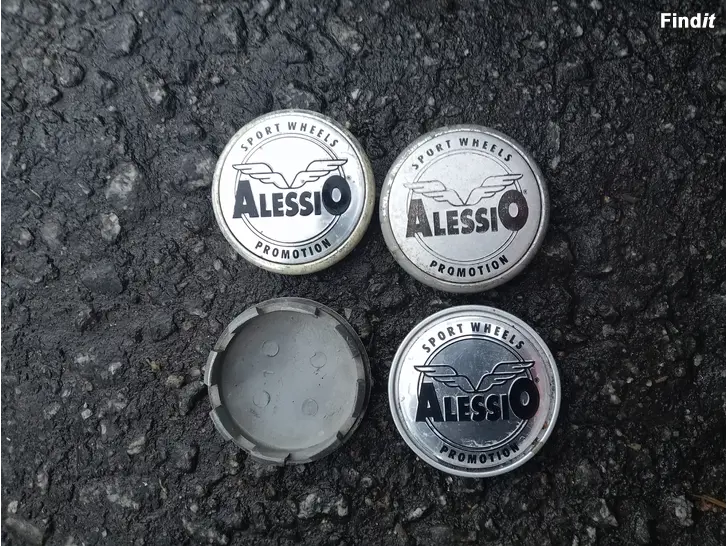 Findit
SPORT WHEELS
ALESSIO
PROMOTION
SPORT WHEELS
ALESSIO
PROMOTION
SPORT WHEELS
ALESSIO
PROMOTION